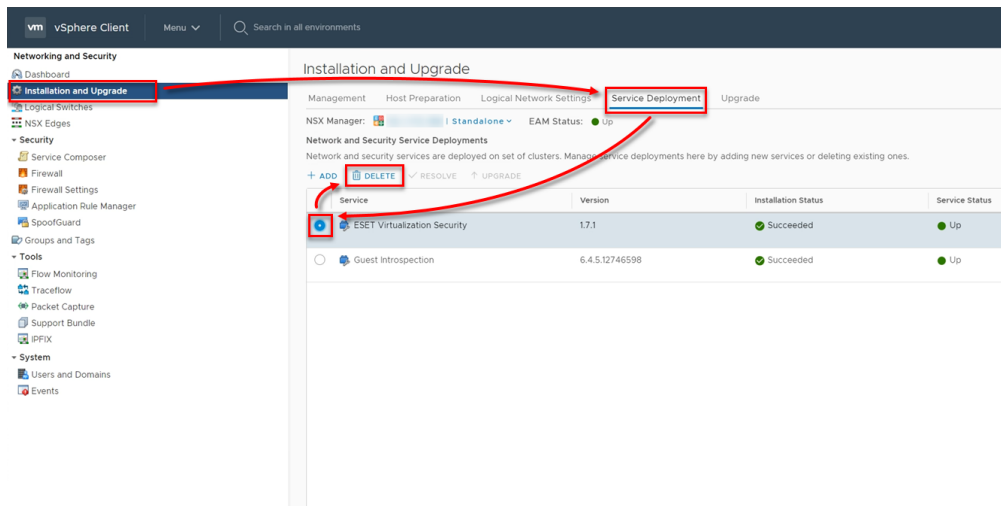 vm vSphere Client Menu Search in all environments
Networking and Security
Dashboard
Installation and Upgrade
Logical Switches
NSX Edges
Security
Service Composer
Firewall
Firewall Settings
Application Rule Manager
SpoofGuard
Groups and Tags
Tools
Flow Monitoring
Traceflow
Packet Capture
Support Bundle
IPFIX
System
Users and Domains
Events
Installation and Upgrade
Management Host Preparation Logical Network Settings Service Deployment Upgrade
NSX Manager: | Standalone EAM Status: Up
Network and Security Service Deployments
Network and security services are deployed on set of clusters. Manage service deployments here by adding new services or deleting existing ones.
+ ADD DELETE RESOLVE UPGRADE
Service Version Installation Status Service Status
ESET Virtualization Security 1.7.1 Succeeded Up
Guest Introspection 6.4.5.12746598 Succeeded Up